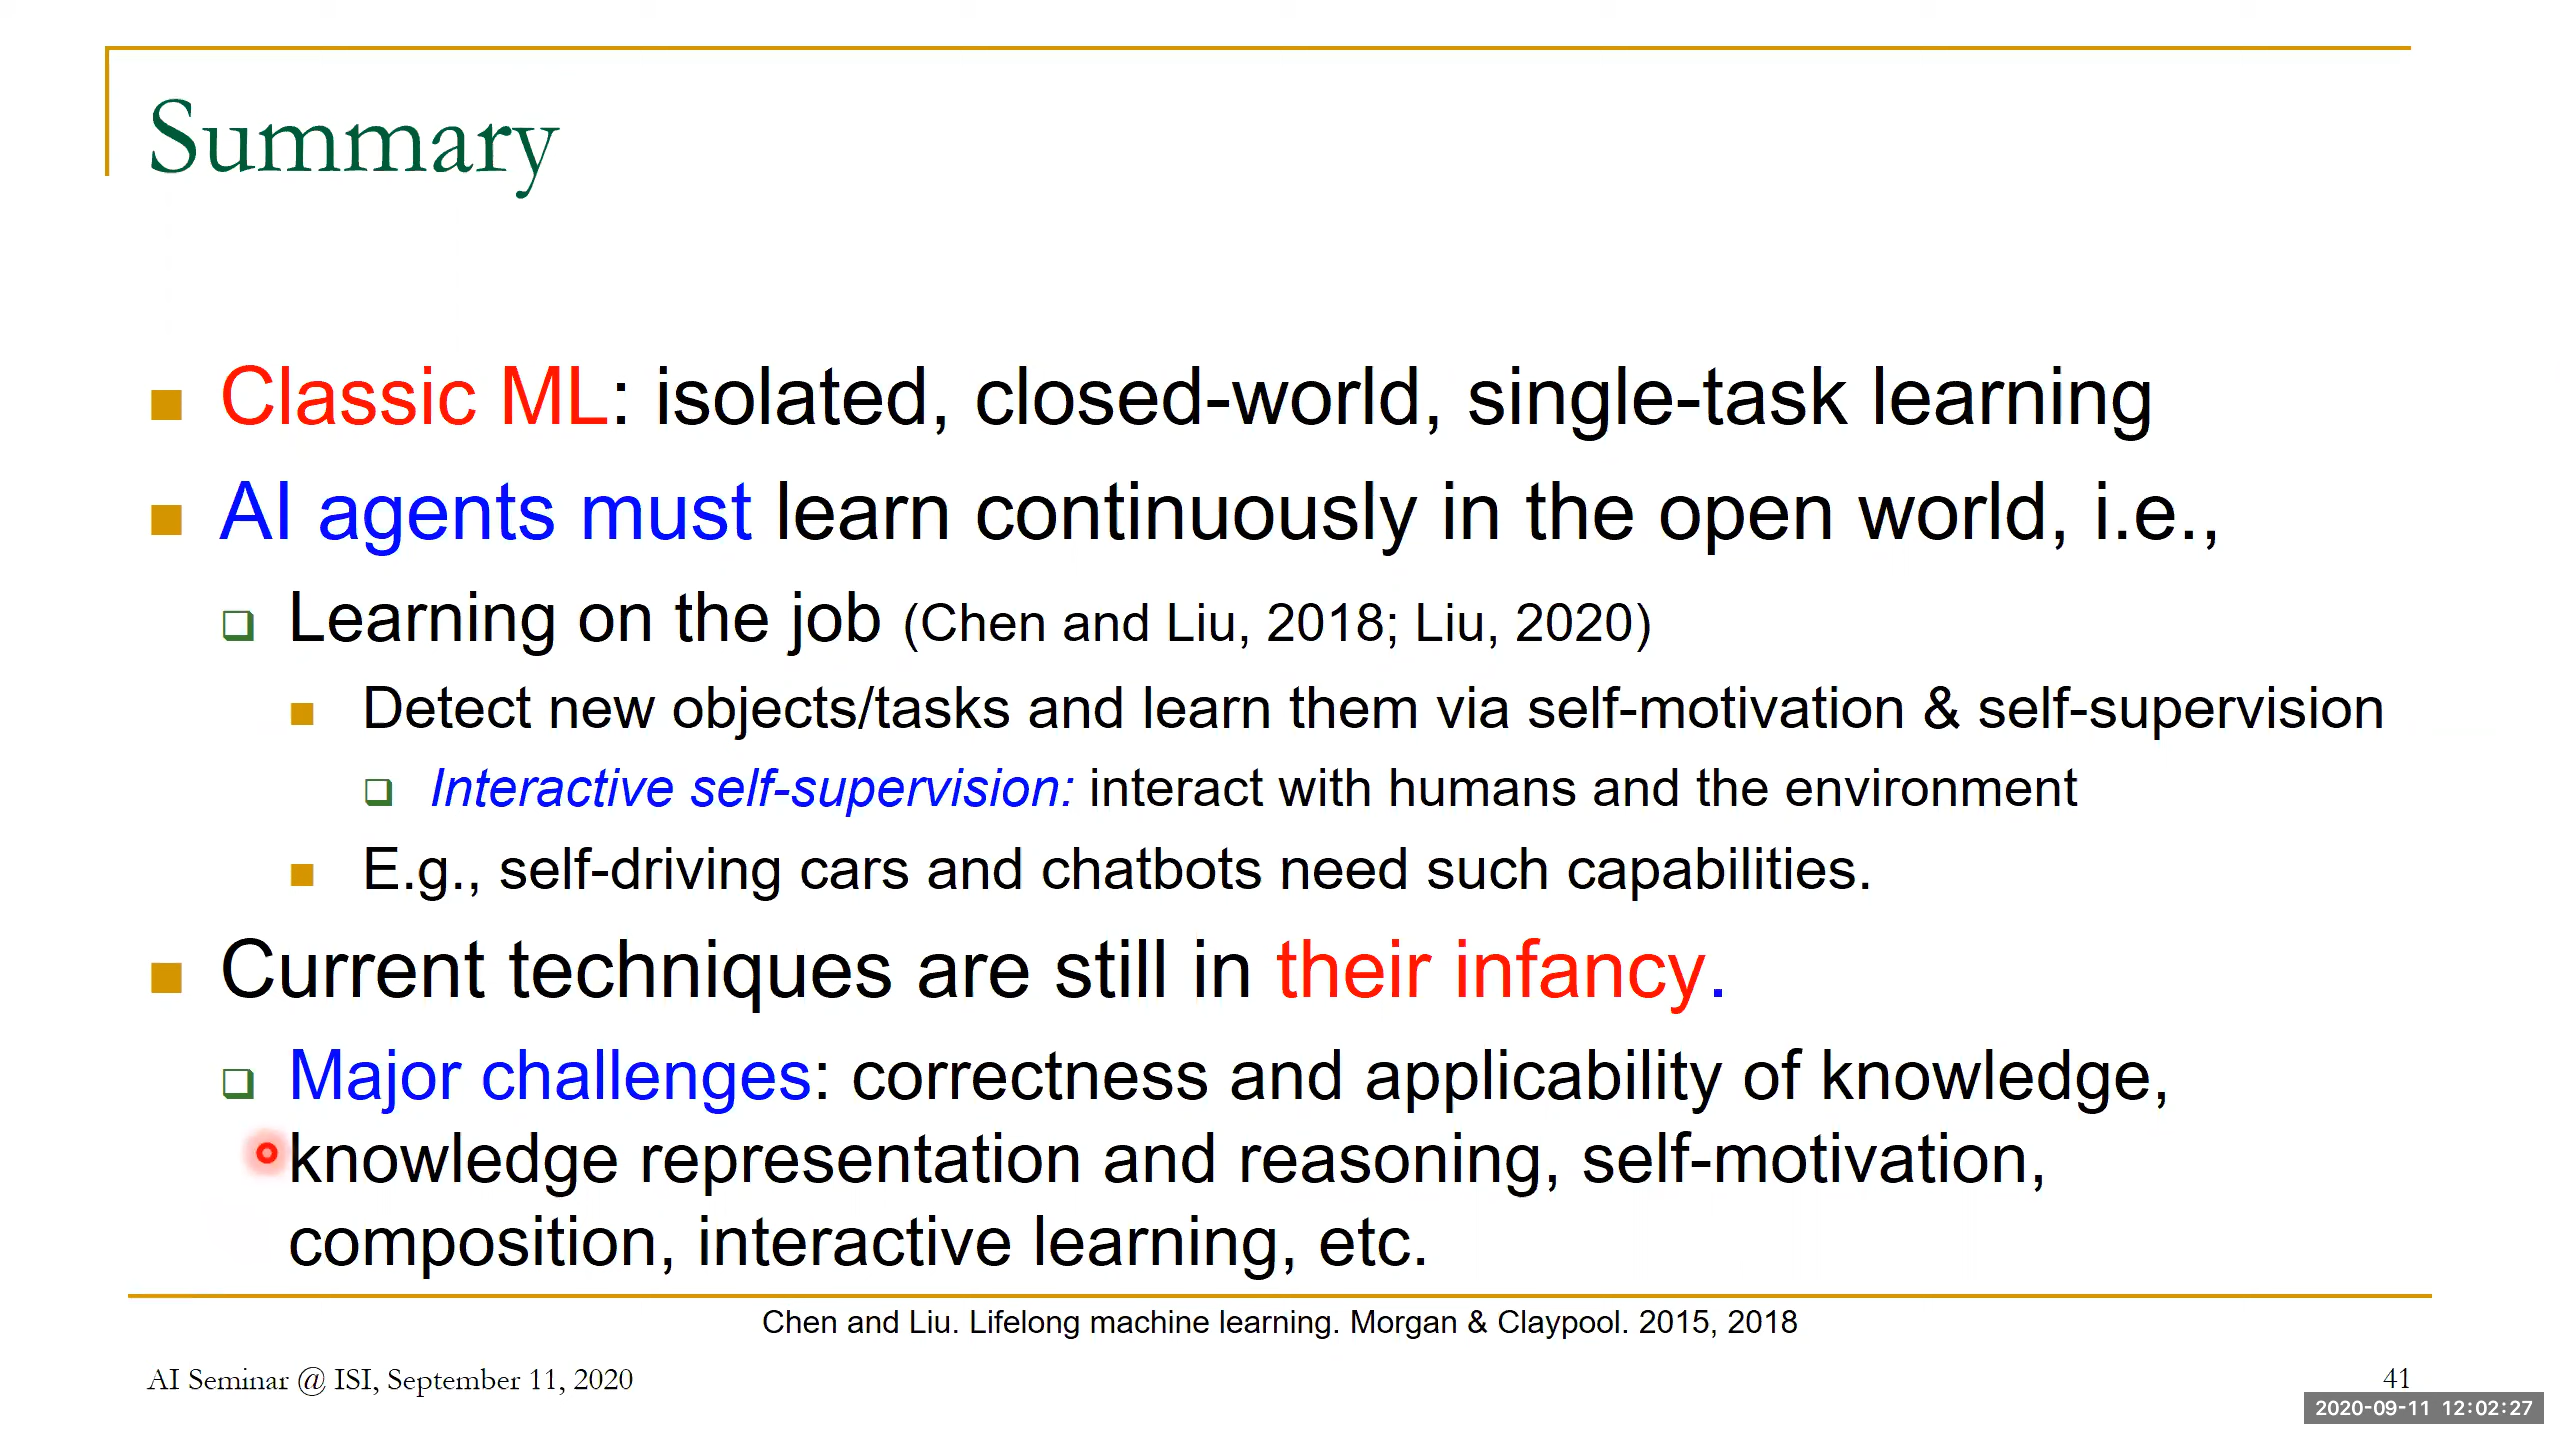 Summary
Classic ML: isolated, closed-world, single-task learning
AI agents must learn continuously in the open world, i.e.,
Learning on the job (Chen and Liu, 2018; Liu, 2020)
Detect new objects/tasks and learn them via self-motivation & self-supervision
Interactive self-supervision: interact with humans and the environment
E.g., self-driving cars and chatbots need such capabilities.
Current techniques are still in their infancy.
Major challenges: correctness and applicability of knowledge,
knowledge representation and reasoning, self-motivation,
composition, interactive learning, etc.
Chen and Liu. Lifelong machine learning. Morgan & Claypool. 2015, 2018
AI Seminar @ ISI, September 11, 2020
41
2020-09-11 12:02:27